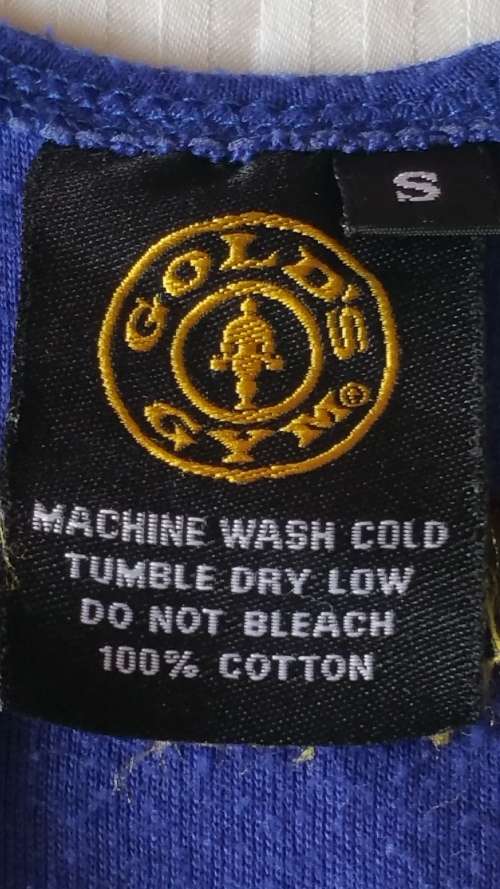 S
GOLD'S
GYM®
MACHINE WASH COLD
TUMBLE DRY LOW
DO NOT BLEACH
100% COTTON